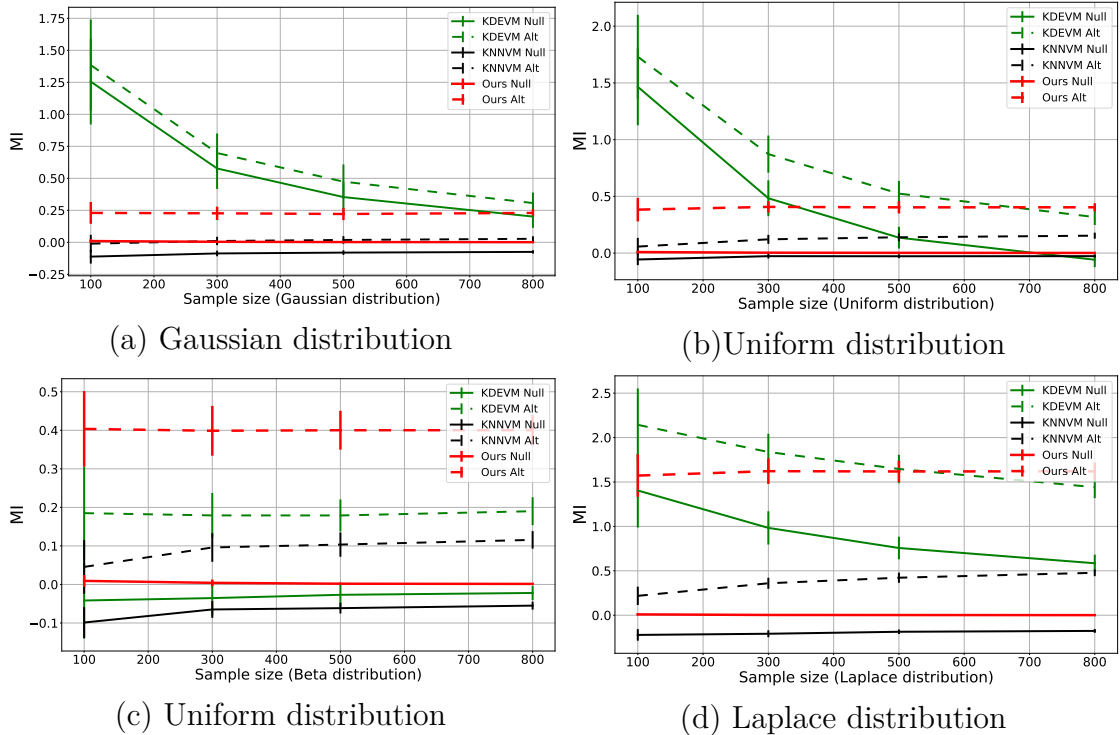 1.75
1.50
1.25
1.00
0.75
0.50
0.25
0.00
−0.25
MI
KDEVM Null
KDEVM Alt
KNNVM Null
KNNVM Alt
Ours Null
Ours Alt
100 200 300 400 500 600 700 800
Sample size (Gaussian distribution)
(a) Gaussian distribution
2.0
1.5
1.0
0.5
0.0
MI
KDEVM Null
KDEVM Alt
KNNVM Null
KNNVM Alt
Ours Null
Ours Alt
100 200 300 400 500 600 700 800
Sample size (Uniform distribution)
(b)Uniform distribution
0.5
0.4
0.3
0.2
0.1
0.0
−0.1
MI
KDEVM Null
KDEVM Alt
KNNVM Null
KNNVM Alt
Ours Null
Ours Alt
100 200 300 400 500 600 700 800
Sample size (Beta distribution)
(c) Uniform distribution
2.5
2.0
1.5
1.0
0.5
0.0
MI
KDEVM Null
KDEVM Alt
KNNVM Null
KNNVM Alt
Ours Null
Ours Alt
100 200 300 400 500 600 700 800
Sample size (Laplace distribution)
(d) Laplace distribution